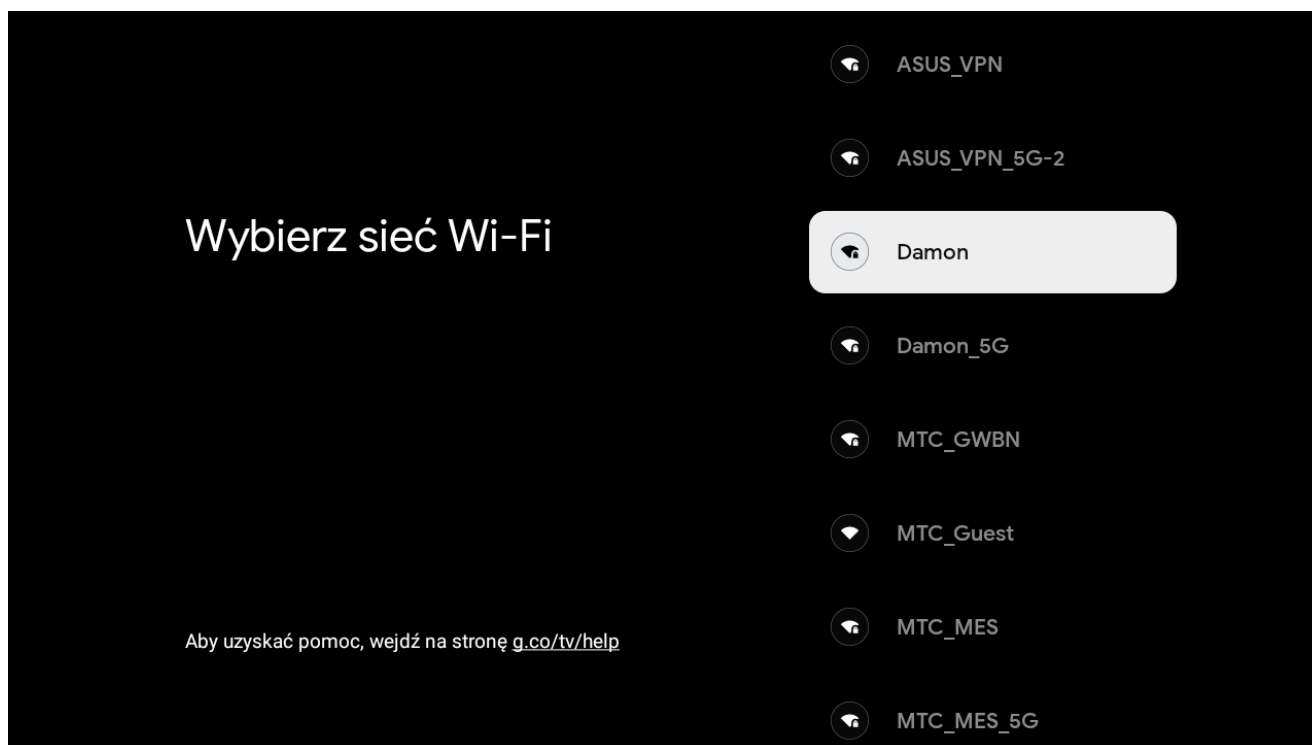 Wybierz sieć Wi-Fi
Aby uzyskać pomoc, wejdź na stronę g.co/tv/help
ASUS_VPN
ASUS_VPN_5G-2
Damon
Damon_5G
MTC_GWBN
MTC_Guest
MTC_MES
MTC_MES_5G